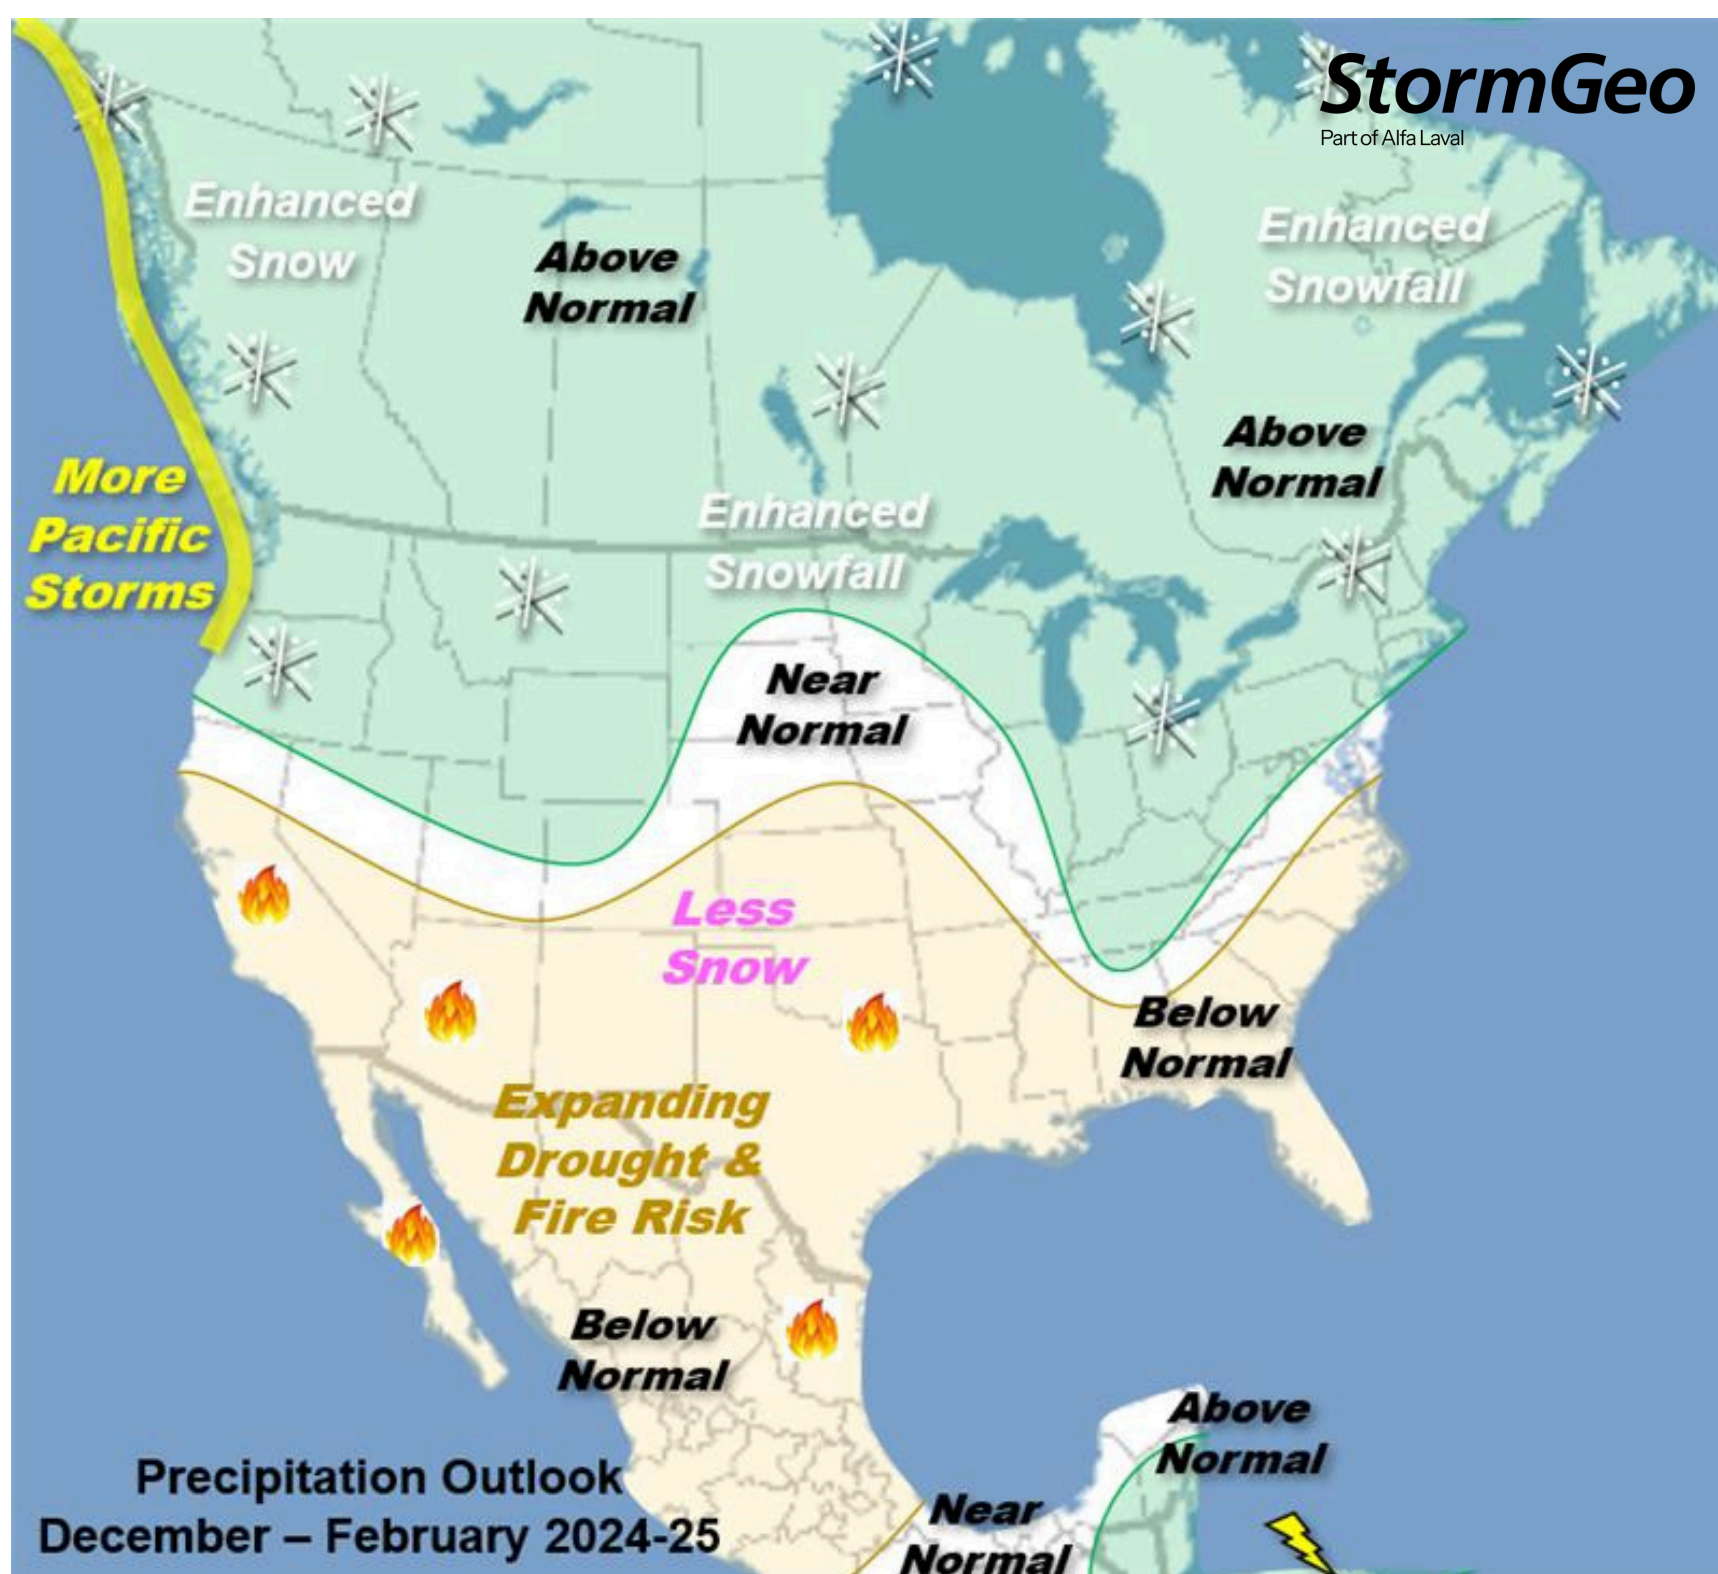 StormGeo
Part of Alfa Laval
Enhanced
Snow
Above
Normal
Enhanced
Snowfall
Above
Normal
More
Pacific
Storms
Enhanced
Snowfall
Near
Normal
Less
Snow
Below
Normal
Expanding
Drought &
Fire Risk
Below
Normal
Above
Normal
Near
Normal
Precipitation Outlook
December – February 2024-25